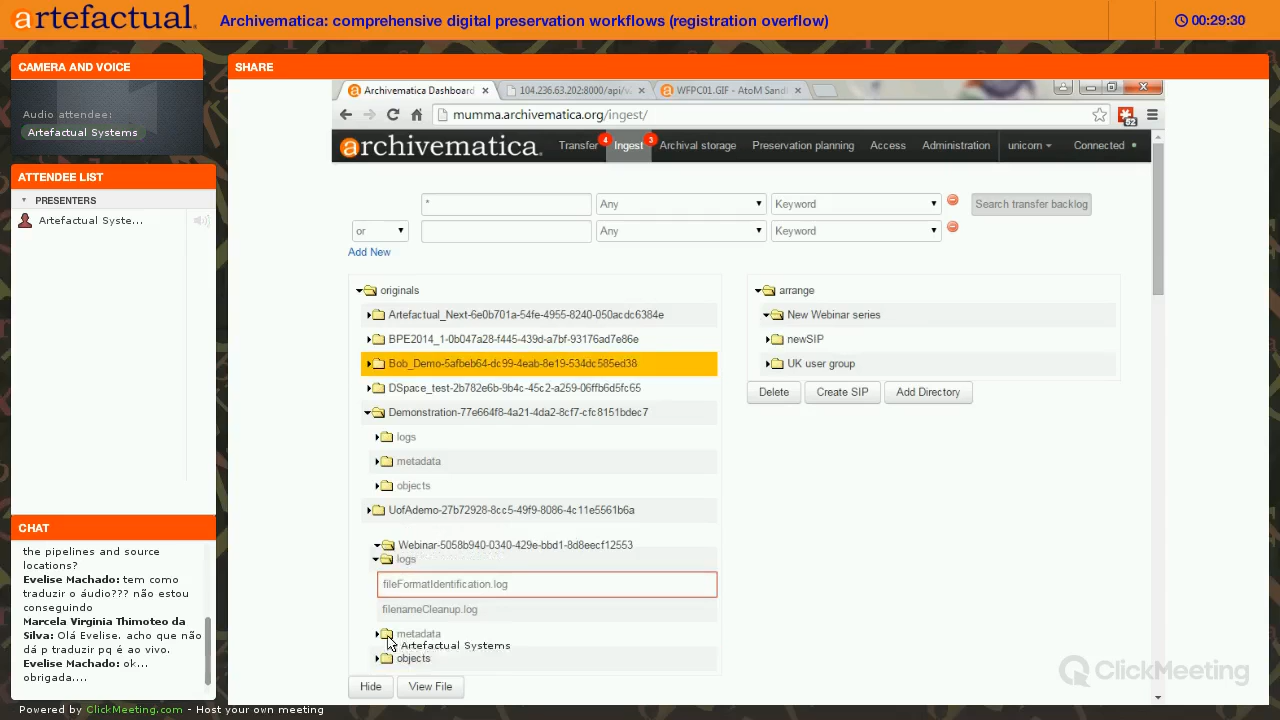 artefactual.
Archivematica: comprehensive digital preservation workflows (registration overflow)
00:29:30
CAMERA AND VOICE
Audio attendee:
Artefactual Systems
ATTENDEE LIST
PRESENTERS
Artefactual Syste...
CHAT
the pipelines and source
locations?
Evelise Machado: tem como
traduzir o áudio??? não estou
conseguindo
Marcela Virginia Thimoteo da
Silva: Olá Evelise. acho que não
dá p traduzir pq é ao vivo.
Evelise Machado: ok...
obrigada....
Powered by ClickMeeting.com - Host your own meeting
SHARE
Archivematica Dashboard
104.236.63.202:8000/api/v
WFPC01.GIF - AtoM Sand
mumma.archivematica.org/ingest/
62
archivematica.
Transfer 4
Ingest 3
Archival storage
Preservation planning
Access
Administration
unicorn
Connected
* Any Keyword Search transfer backlog
or Any Keyword
Add New
originals
Artefactual_Next-6e0b701a-54fe-4955-8240-050acdc6384e
BPE2014_1-0b047a28-f445-439d-a7bf-93176ad7e86e
Bob_Demo-5afbeb64-dc99-4eab-8e19-534dc585ed38
DSpace_test-2b782e6b-9b4c-45c2-a259-06ffb6d5fc65
Demonstration-77e664f8-4a21-4da2-8cf7-cfc8151bdec7
logs
metadata
objects
UofAdemo-27b72928-8cc5-49f9-8086-4c11e5561b6a
Webinar-5058b940-0340-429e-bbd1-8d8eecf12553
logs
fileFormatIdentification.log
filenameCleanup.log
metadata
Artefactual Systems
objects
Hide
View File
arrange
New Webinar series
newSIP
UK user group
Delete
Create SIP
Add Directory
ClickMeeting